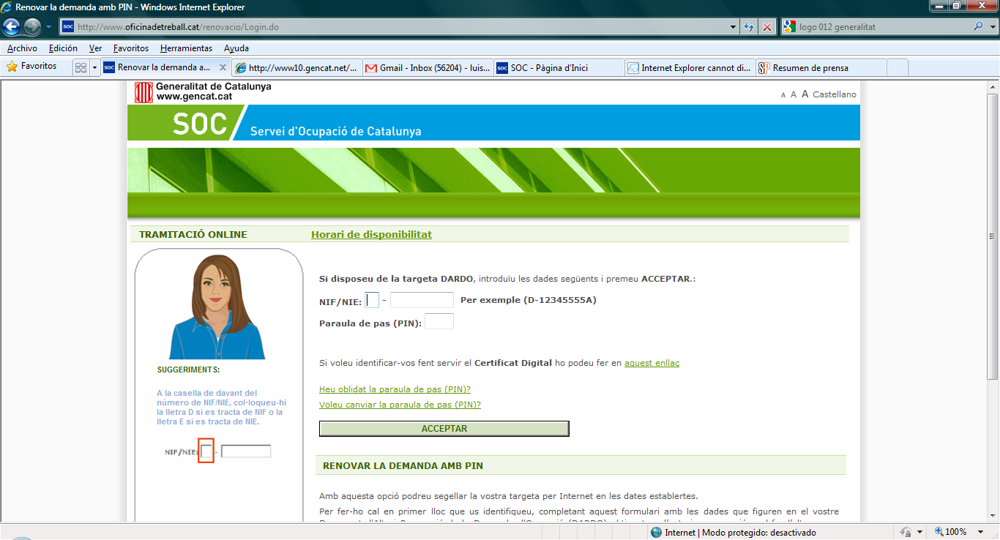 Renovar la demanda amb PIN - Windows Internet Explorer
http://www.oficinadetreball.cat/renovacio/Login.do
logo 012 generalitat
Archivo Edición Ver Favoritos Herramientas Ayuda
Favoritos
Renovar la demanda a...
http://www10.gencat.net/...
Gmail - Inbox (56204) - luis...
SOC - Pàgina d'Inici
Internet Explorer cannot di...
Resumen de prensa
Generalitat de Catalunya
www.gencat.cat
A A A Castellano
SOC Servei d'Ocupació de Catalunya
TRAMITACIÓ ONLINE
Horari de disponibilitat
SUGGERIMENTS:
A la casella de davant del
número de NIF/NIE, col·loqueu-hi
la lletra D si es tracta de NIF o la
lletra E si es tracta de NIE.
NIF/NIE: -
Si disposeu de la targeta DARDO, introduïu les dades següents i premeu ACCEPTAR.:
NIF/NIE: - Per exemple (D-12345555A)
Paraula de pas (PIN):
Si voleu identificar-vos fent servir el Certificat Digital ho podeu fer en aquest enllaç
Heu oblidat la paraula de pas (PIN)?
Voleu canviar la paraula de pas (PIN)?
ACCEPTAR
RENOVAR LA DEMANDA AMB PIN
Amb aquesta opció podreu segellar la vostra targeta per Internet en les dates establertes.
Per fer-ho cal en primer lloc que us identifiqueu, completant aquest formulari amb les dades que figuren en el vostre
Internet | Modo protegido: desactivado
100%